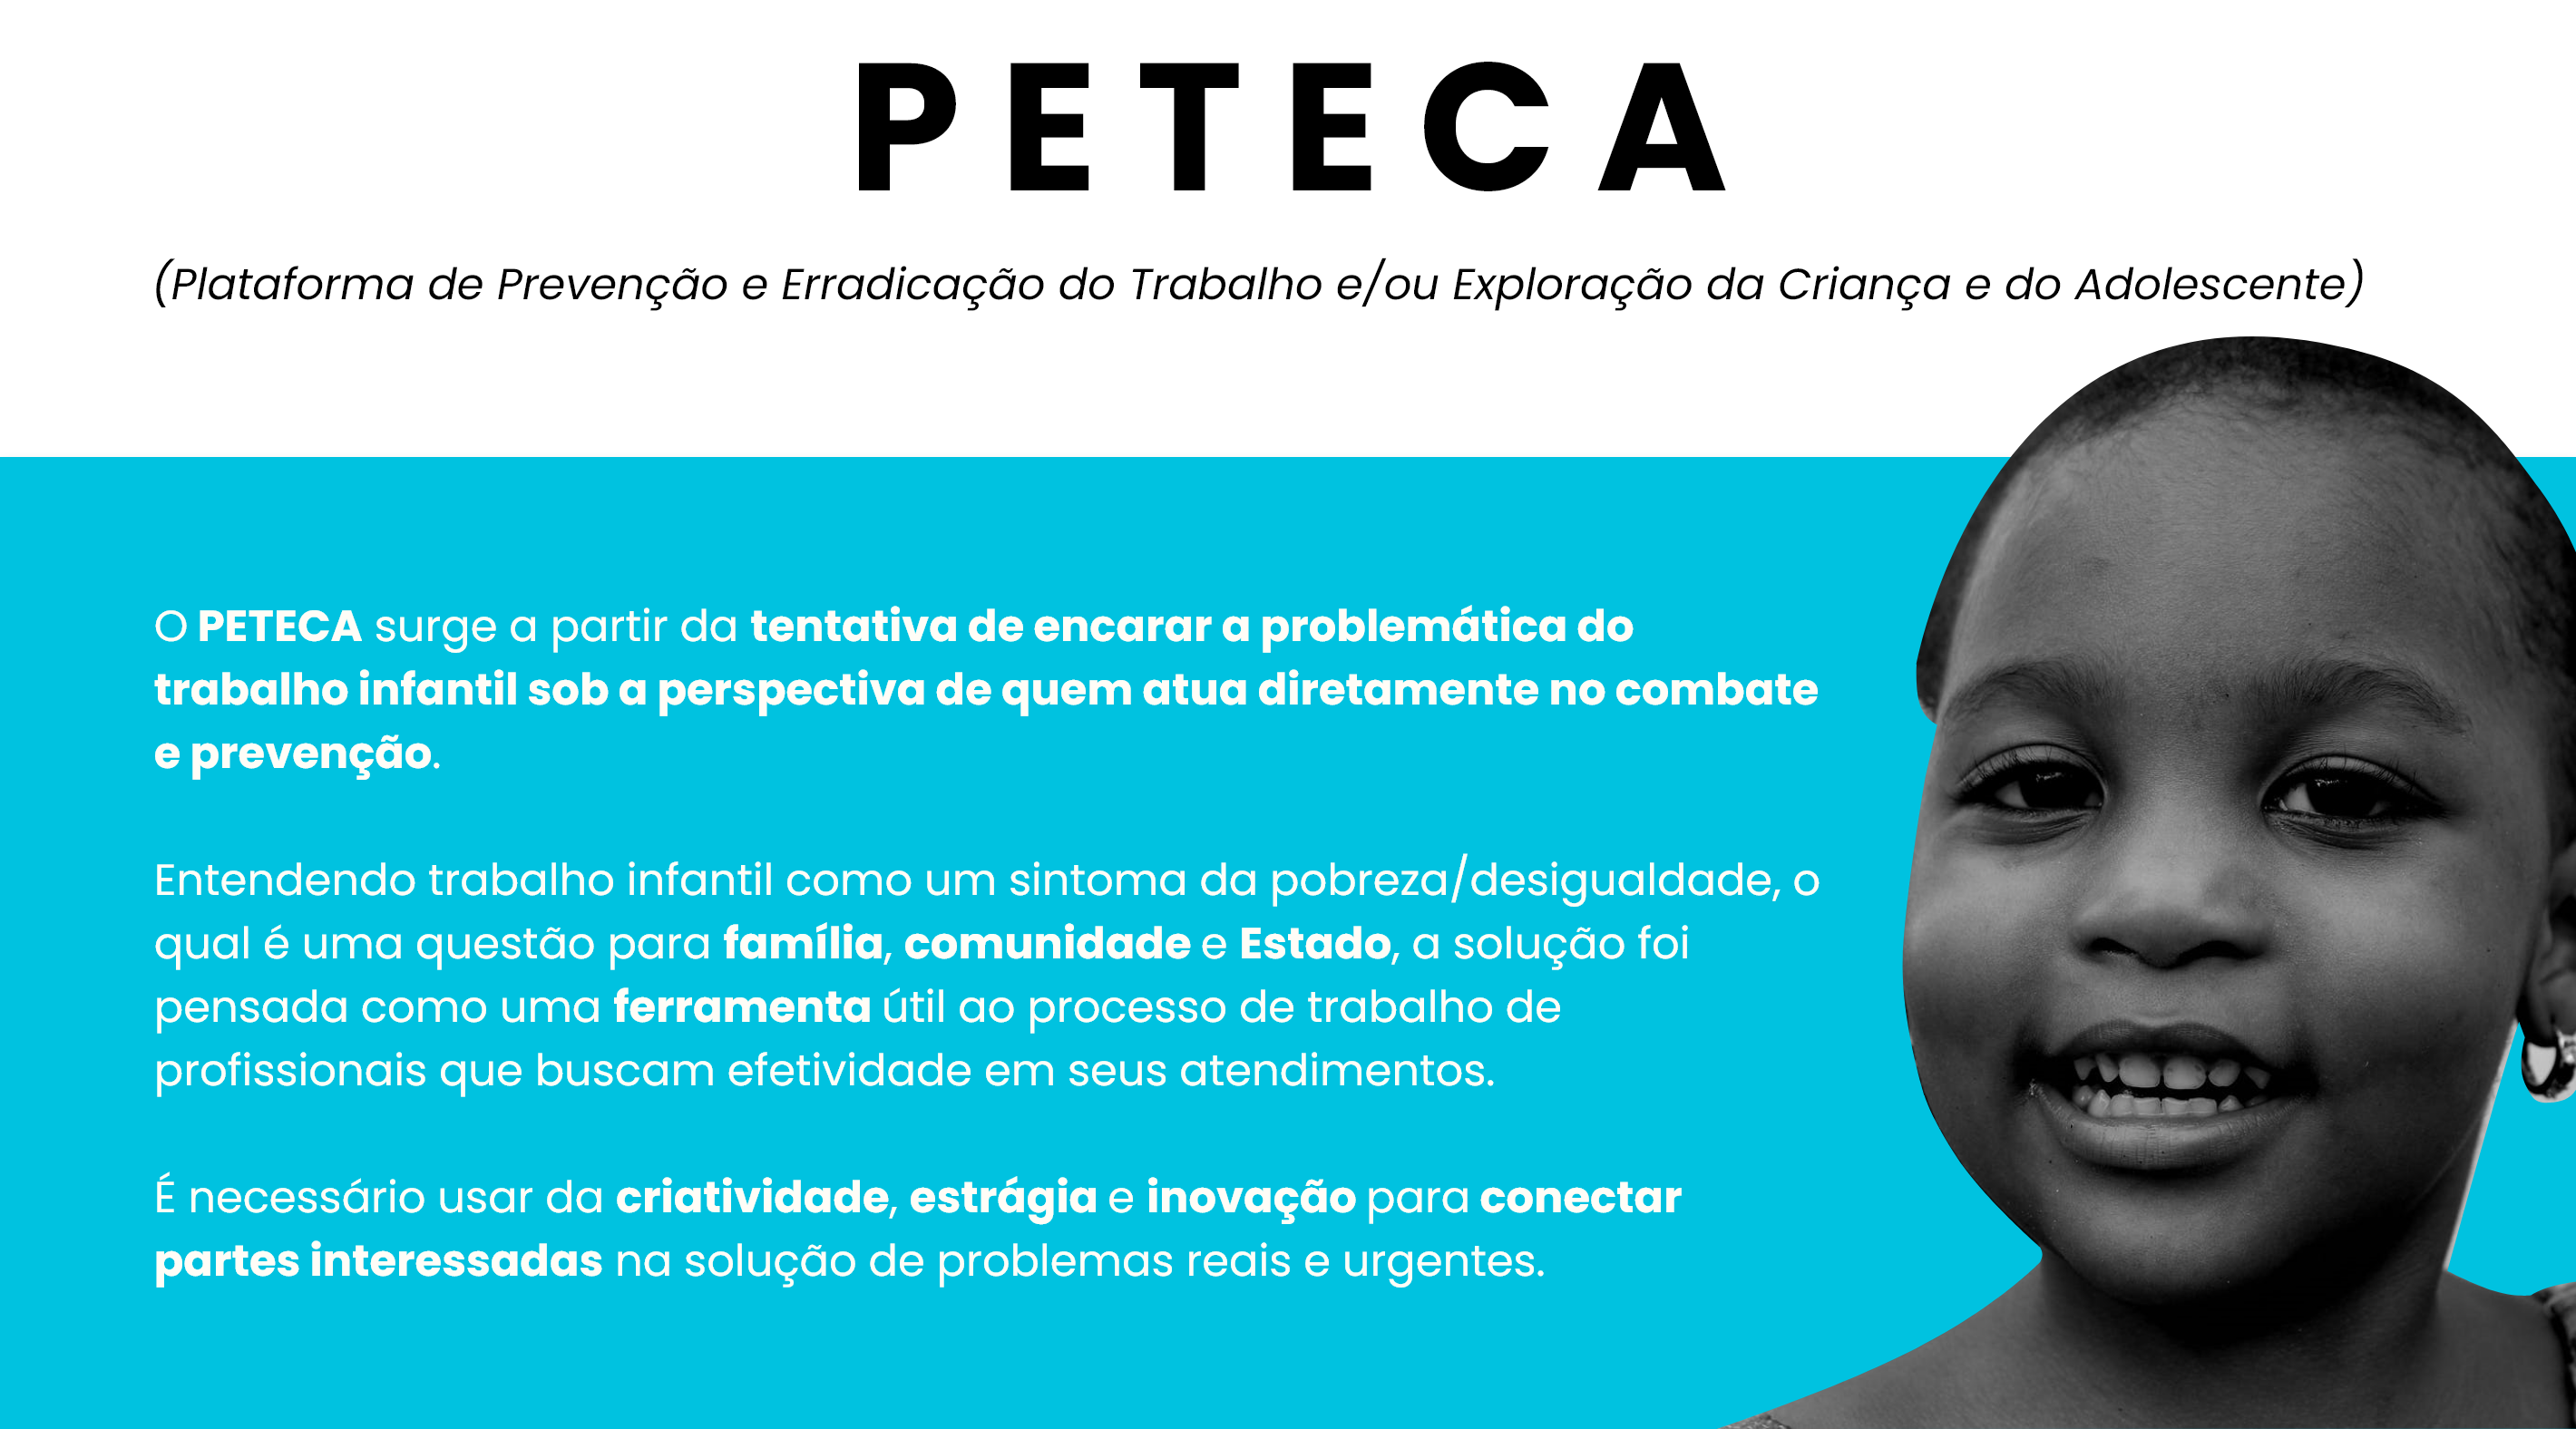 PETECA
(Plataforma de Prevenção e Erradicação do Trabalho e/ou Exploração da Criança e do Adolescente)
O PETECA surge a partir da tentativa de encarar a problemática do
trabalho infantil sob a perspectiva de quem atua diretamente no combate
e prevenção.
Entendendo trabalho infantil como um sintoma da pobreza/desigualdade, o
qual é uma questão para família, comunidade e Estado, a solução foi
pensada como uma ferramenta útil ao processo de trabalho de
profissionais que buscam efetividade em seus atendimentos.
É necessário usar da criatividade, estrágia e inovação para conectar
partes interessadas na solução de problemas reais e urgentes.